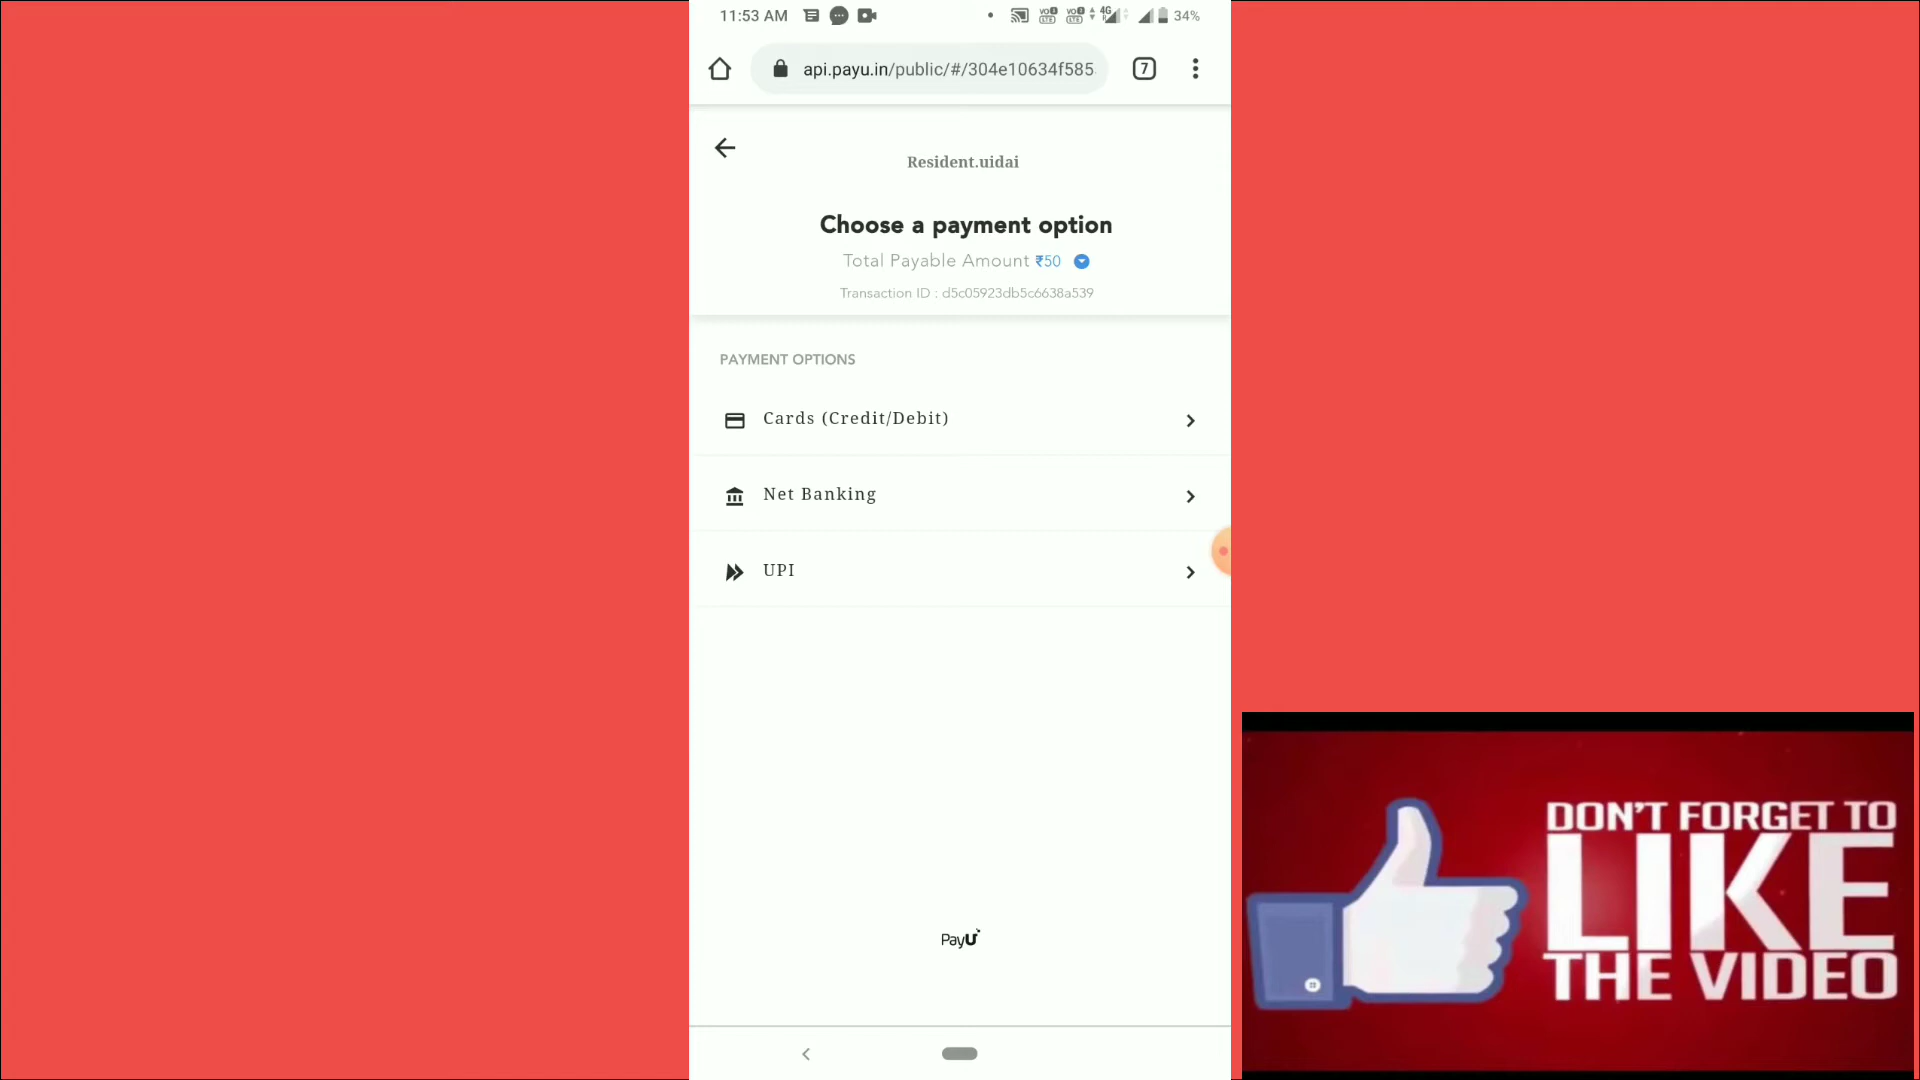 11:53 AM
4G
34%
api.payu.in/public/#/304e10634f585
7
Resident.uidai
Choose a payment option
Total Payable Amount ₹50
Transaction ID : d5c05923db5c6638a539
PAYMENT OPTIONS
Cards (Credit/Debit)
Net Banking
UPI
PayU
DON'T FORGET TO
LIKE
THE VIDEO